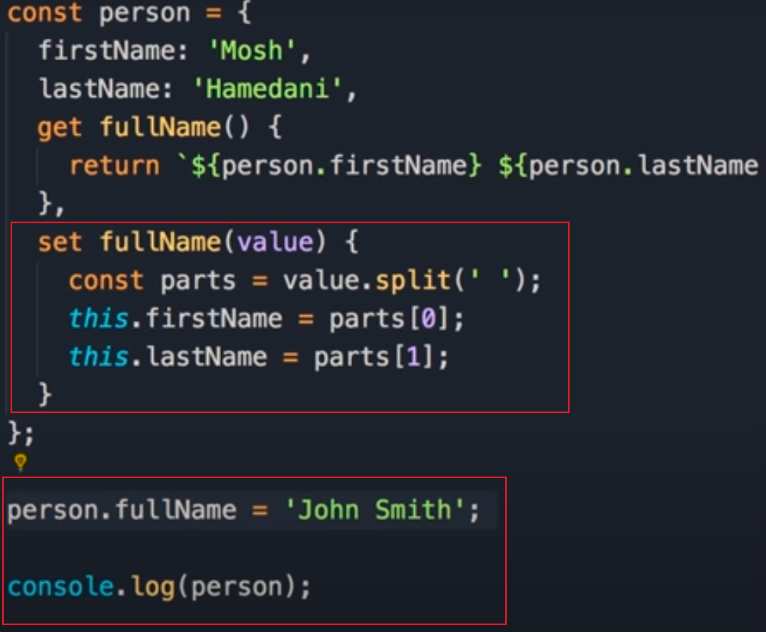 const person = {
  firstName: 'Mosh',
  lastName: 'Hamedani',
  get fullName() {
    return `${person.firstName} ${person.lastName
  },
  set fullName(value) {
    const parts = value.split(' ');
    this.firstName = parts[0];
    this.lastName = parts[1];
  }
};
person.fullName = 'John Smith';
console.log(person);